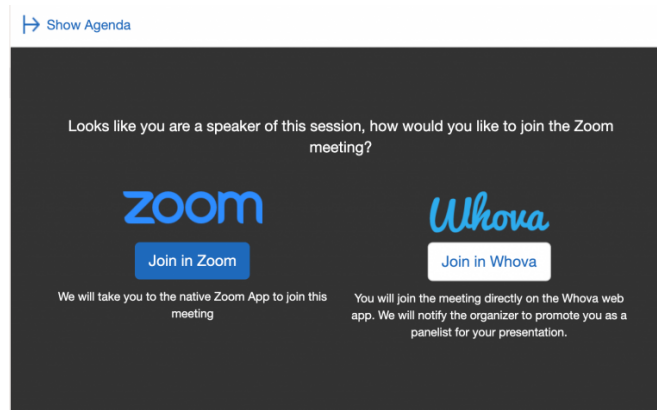 Show Agenda
Looks like you are a speaker of this session, how would you like to join the Zoom
meeting?
zoom
Join in Zoom
We will take you to the native Zoom App to join this
meeting
Whova
Join in Whova
You will join the meeting directly on the Whova web
app. We will notify the organizer to promote you as a
panelist for your presentation.